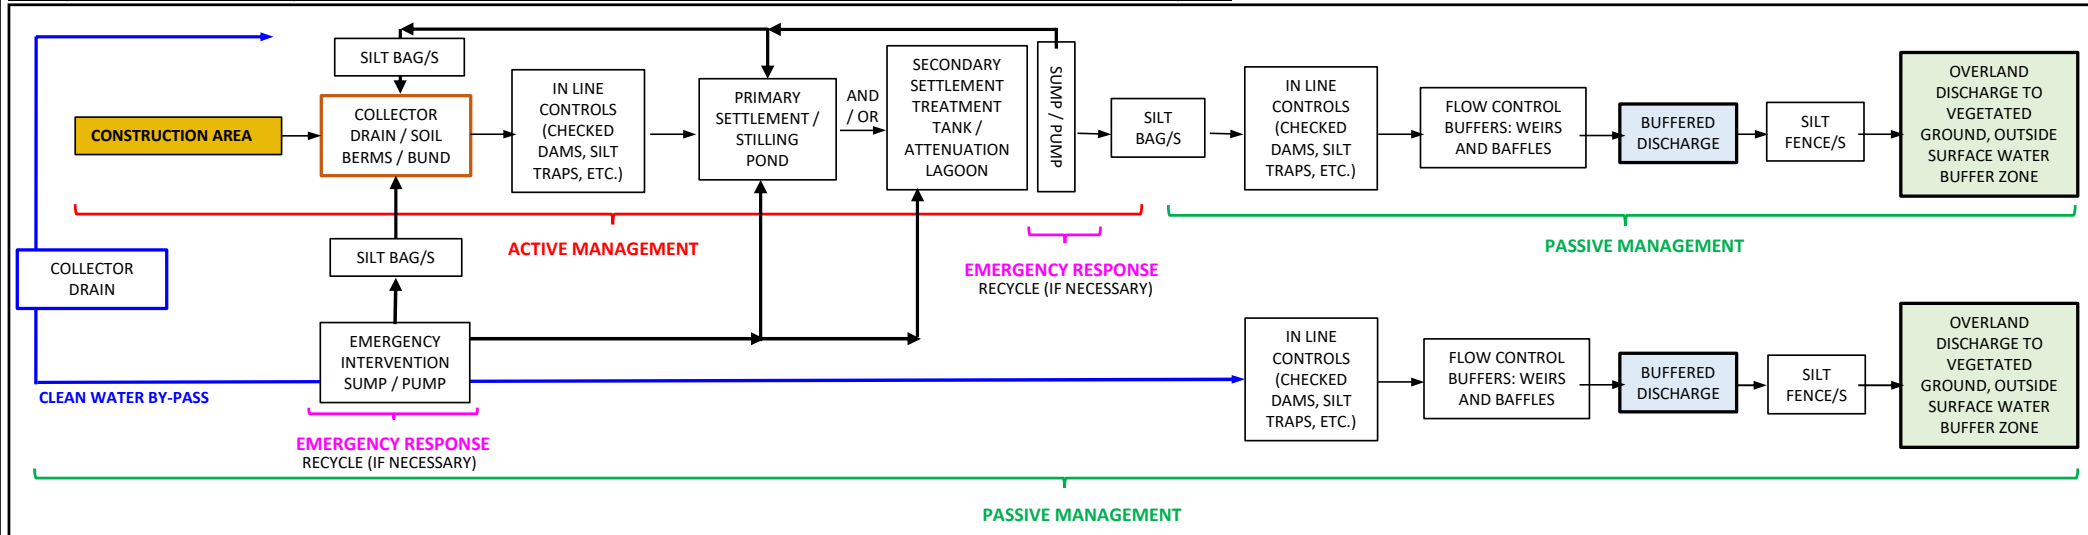 SILT BAG/S
CONSTRUCTION AREA
COLLECTOR
DRAIN / SOIL
BERMS / BUND
IN LINE
CONTROLS
(CHECKED
DAMS, SILT
TRAPS, ETC.)
PRIMARY
SETTLEMENT /
STILLING
POND
AND
/ OR
SECONDARY
SETTLEMENT
TREATMENT
TANK /
ATTENUATION
LAGOON
SUMP / PUMP
SILT
BAG/S
IN LINE
CONTROLS
(CHECKED
DAMS, SILT
TRAPS, ETC.)
FLOW CONTROL
BUFFERS: WEIRS
AND BAFFLES
BUFFERED
DISCHARGE
SILT
FENCE/S
OVERLAND
DISCHARGE TO
VEGETATED
GROUND, OUTSIDE
SURFACE WATER
BUFFER ZONE
ACTIVE MANAGEMENT
PASSIVE MANAGEMENT
EMERGENCY RESPONSE
RECYCLE (IF NECESSARY)
COLLECTOR
DRAIN
SILT BAG/S
EMERGENCY
INTERVENTION
SUMP / PUMP
CLEAN WATER BY-PASS
EMERGENCY RESPONSE
RECYCLE (IF NECESSARY)
IN LINE
CONTROLS
(CHECKED
DAMS, SILT
TRAPS, ETC.)
FLOW CONTROL
BUFFERS: WEIRS
AND BAFFLES
BUFFERED
DISCHARGE
SILT
FENCE/S
OVERLAND
DISCHARGE TO
VEGETATED
GROUND, OUTSIDE
SURFACE WATER
BUFFER ZONE
PASSIVE MANAGEMENT